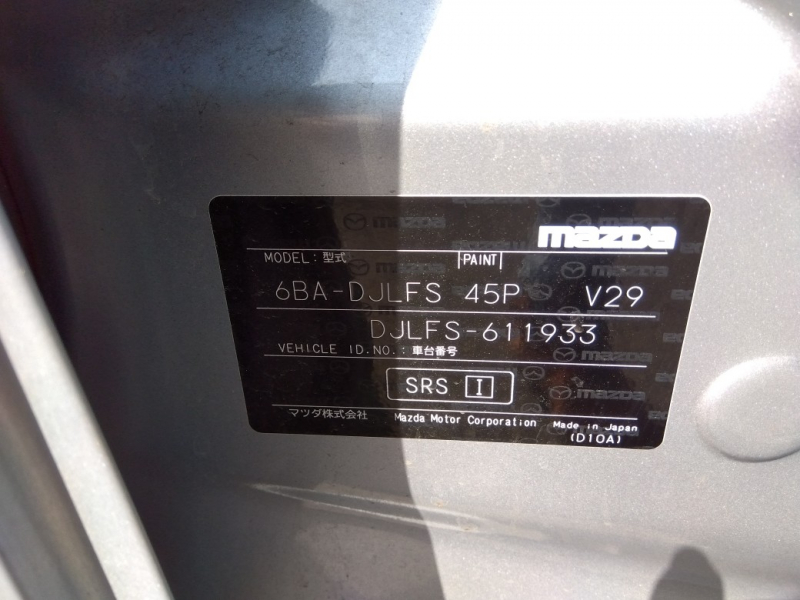 mazda
MODEL: 型式 PAINT
6BA-DJLFS 45P V29
DJLFS-611933
VEHICLE ID.NO.: 車台番号
SRS I
マツダ株式会社 Mazda Motor Corporation Made in Japan
(D10A)